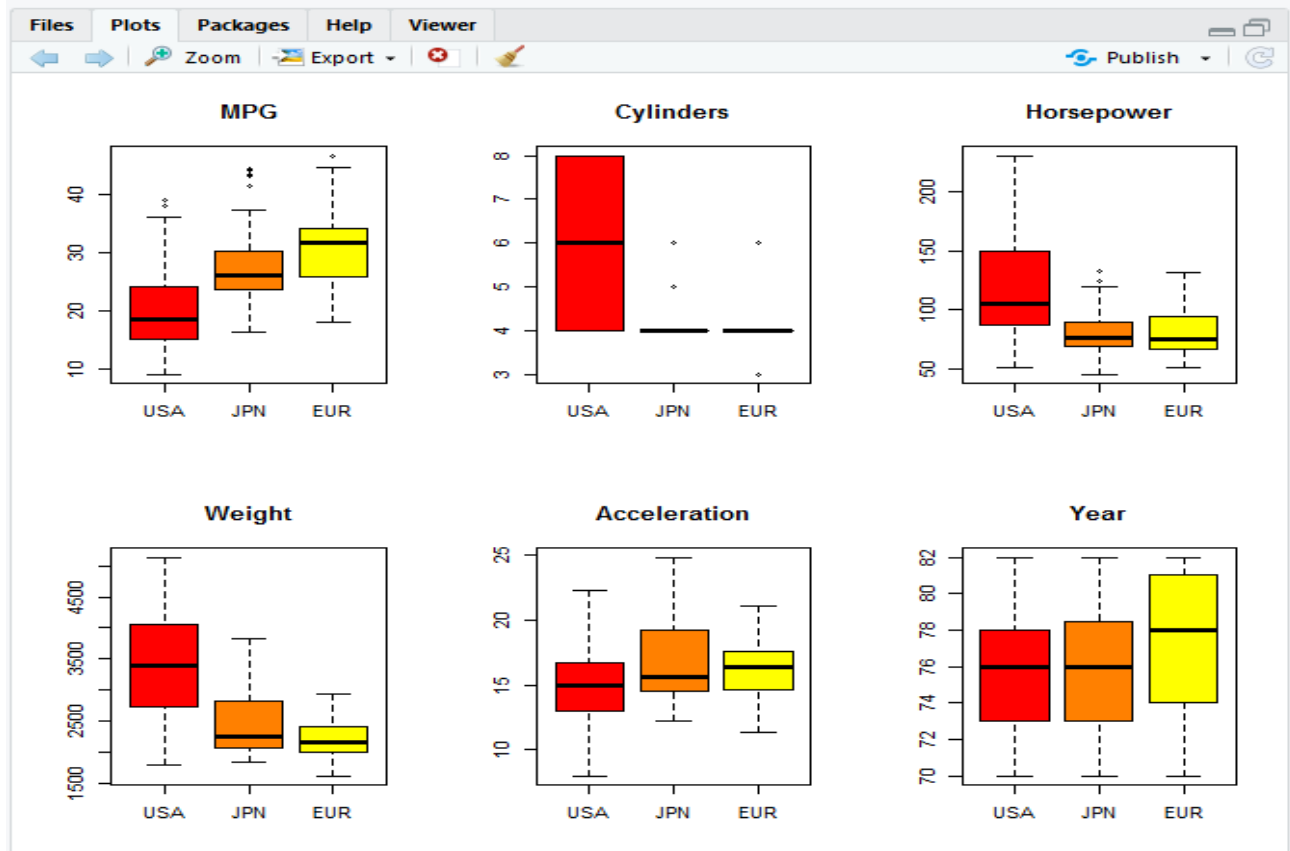 Files Plots Packages Help Viewer
Zoom Export Publish
MPG Cylinders Horsepower
40
30
20
10
USA JPN EUR
8
7
6
5
4
3
USA JPN EUR
200
150
100
50
USA JPN EUR
Weight Acceleration Year
4500
3500
2500
1500
USA JPN EUR
25
20
15
10
USA JPN EUR
82
80
78
76
74
72
70
USA JPN EUR